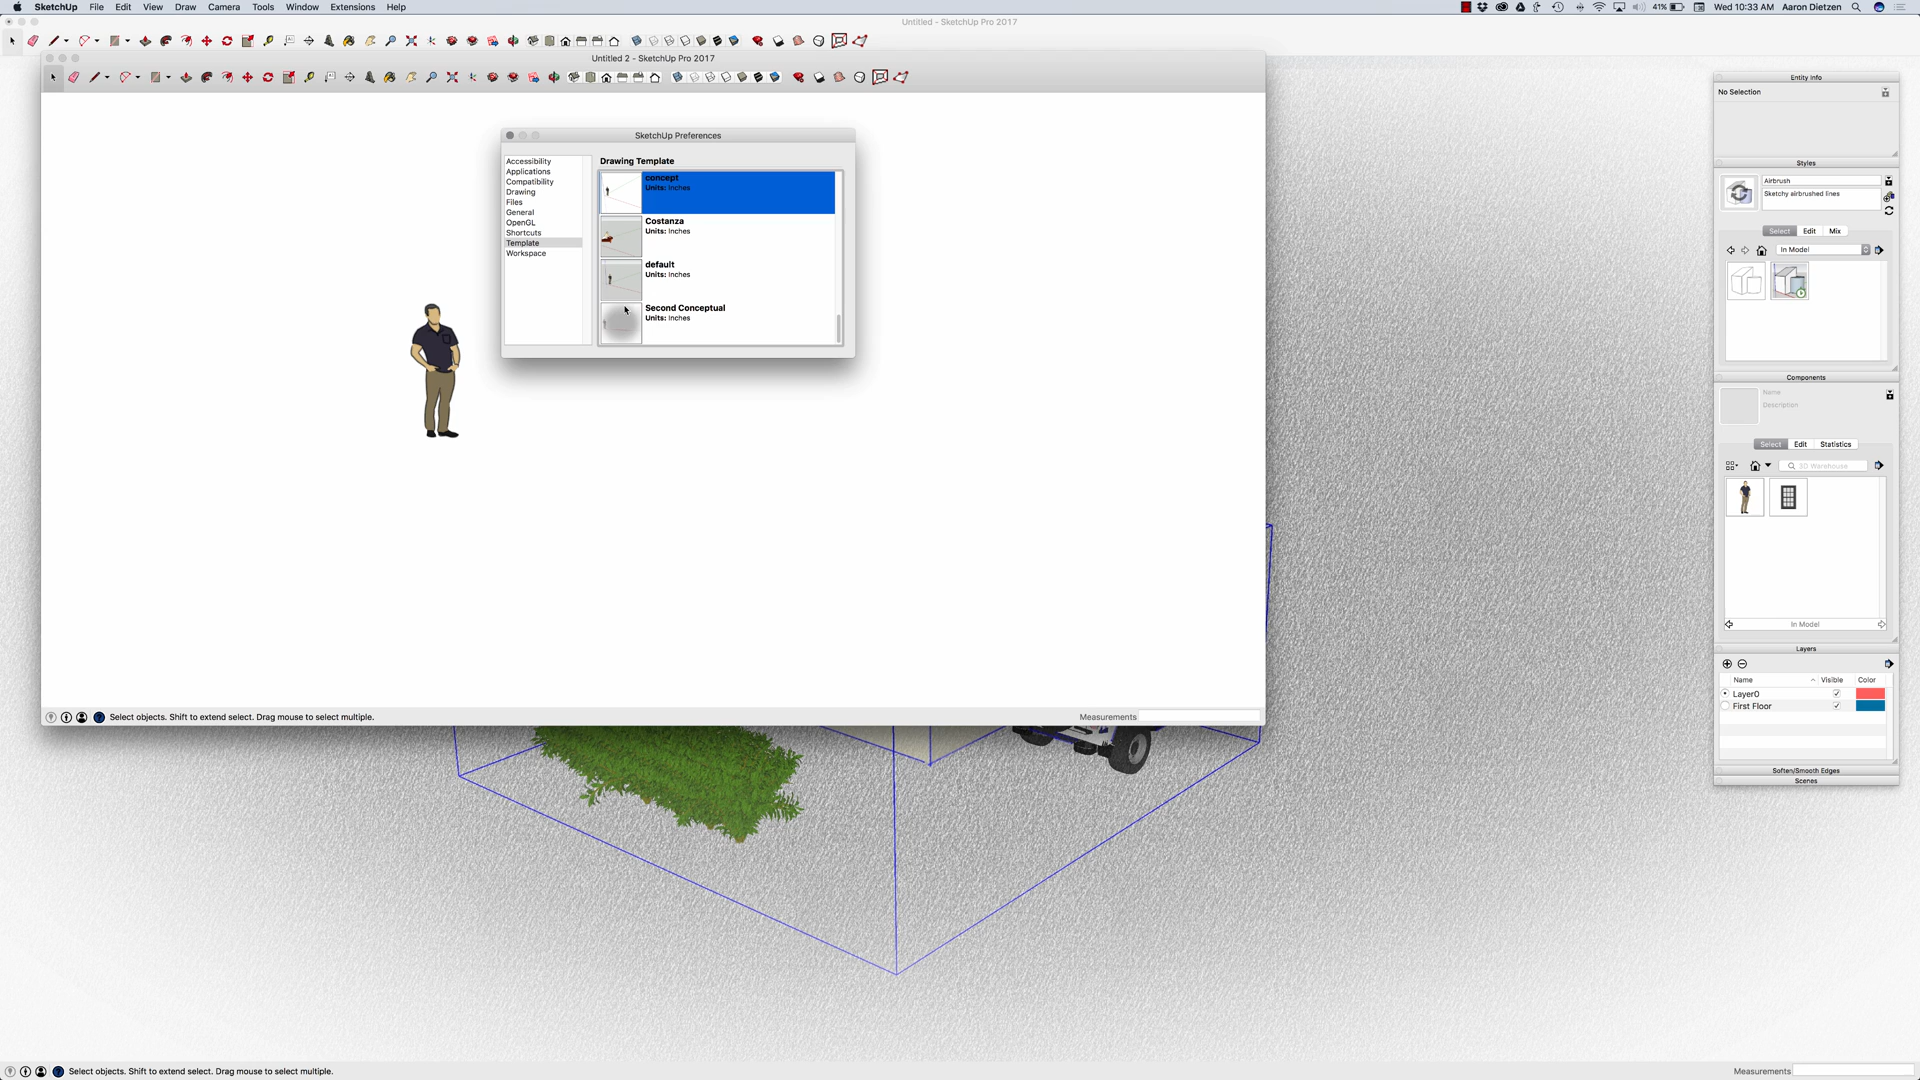 SketchUp File Edit View Draw Camera Tools Window Extensions Help
41% Wed 10:33 AM Aaron Dietzen
Untitled - SketchUp Pro 2017
Untitled 2 - SketchUp Pro 2017
SketchUp Preferences
Accessibility
Applications
Compatibility
Drawing
Files
General
OpenGL
Shortcuts
Template
Workspace
Drawing Template
concept
Units: Inches
Costanza
Units: Inches
default
Units: Inches
Second Conceptual
Units: Inches
Select objects. Shift to extend select. Drag mouse to select multiple.
Measurements
Entity Info
No Selection
Styles
Airbrush
Sketchy airbrushed lines
Select Edit Mix
In Model
Components
Name
Description
Select Edit Statistics
3D Warehouse
In Model
Layers
Name Visible Color
Layer0
First Floor
Soften/Smooth Edges
Scenes
Select objects. Shift to extend select. Drag mouse to select multiple.
Measurements